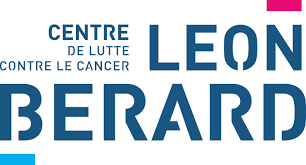 CENTRE
DE LUTTE
CONTRE LE CANCER
LEON
BERARD